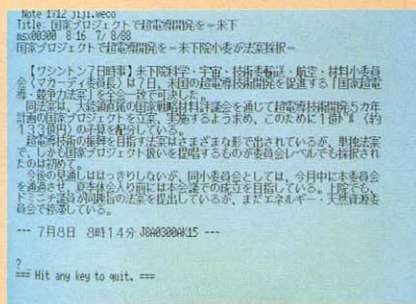 Note 1712 jiji.weco
Title: 国家プロジェクトで超電導開発を＝米下
msx00300 8:16 7/ 8/88
国家プロジェクトで超電導開発を＝米下院小委が法案採択＝
【ワシントン7日時事】米下院科学・宇宙・技術委輸送・航空・材料小委員
会（マカーディ委員長）は7日、米国の超電導技術開発を促進する「国家超電
導・競争力法案」を全会一致で可決した。
同法案は、大統領直属の国家戦略材料評議会を通じて超電導技術開発5カ年
計画の国家プロジェクトを立案、実施するよう求め、このために1億ドル（約
133億円）の予算を配分している。
超電導技術の振興を目指す法案はさまざまな形で出されているが、単独法案
で、しかも国家プロジェクト扱いを提唱するものが委員会レベルでも採択され
たのは初めて。
今後の見通しははっきりしないが、同小委員会としては、今月中に本委員会
を通過させ、夏季休会入り前には本会議での成立を目指している。上院でも、
ドミニチ議員が同趣旨の法案を提出しているが、まだエネルギー・天然資源委
員会で停滞している。
--- 7月8日 8時14分 J8A0300AK15 ---
?
=== Hit any key to quit. ===